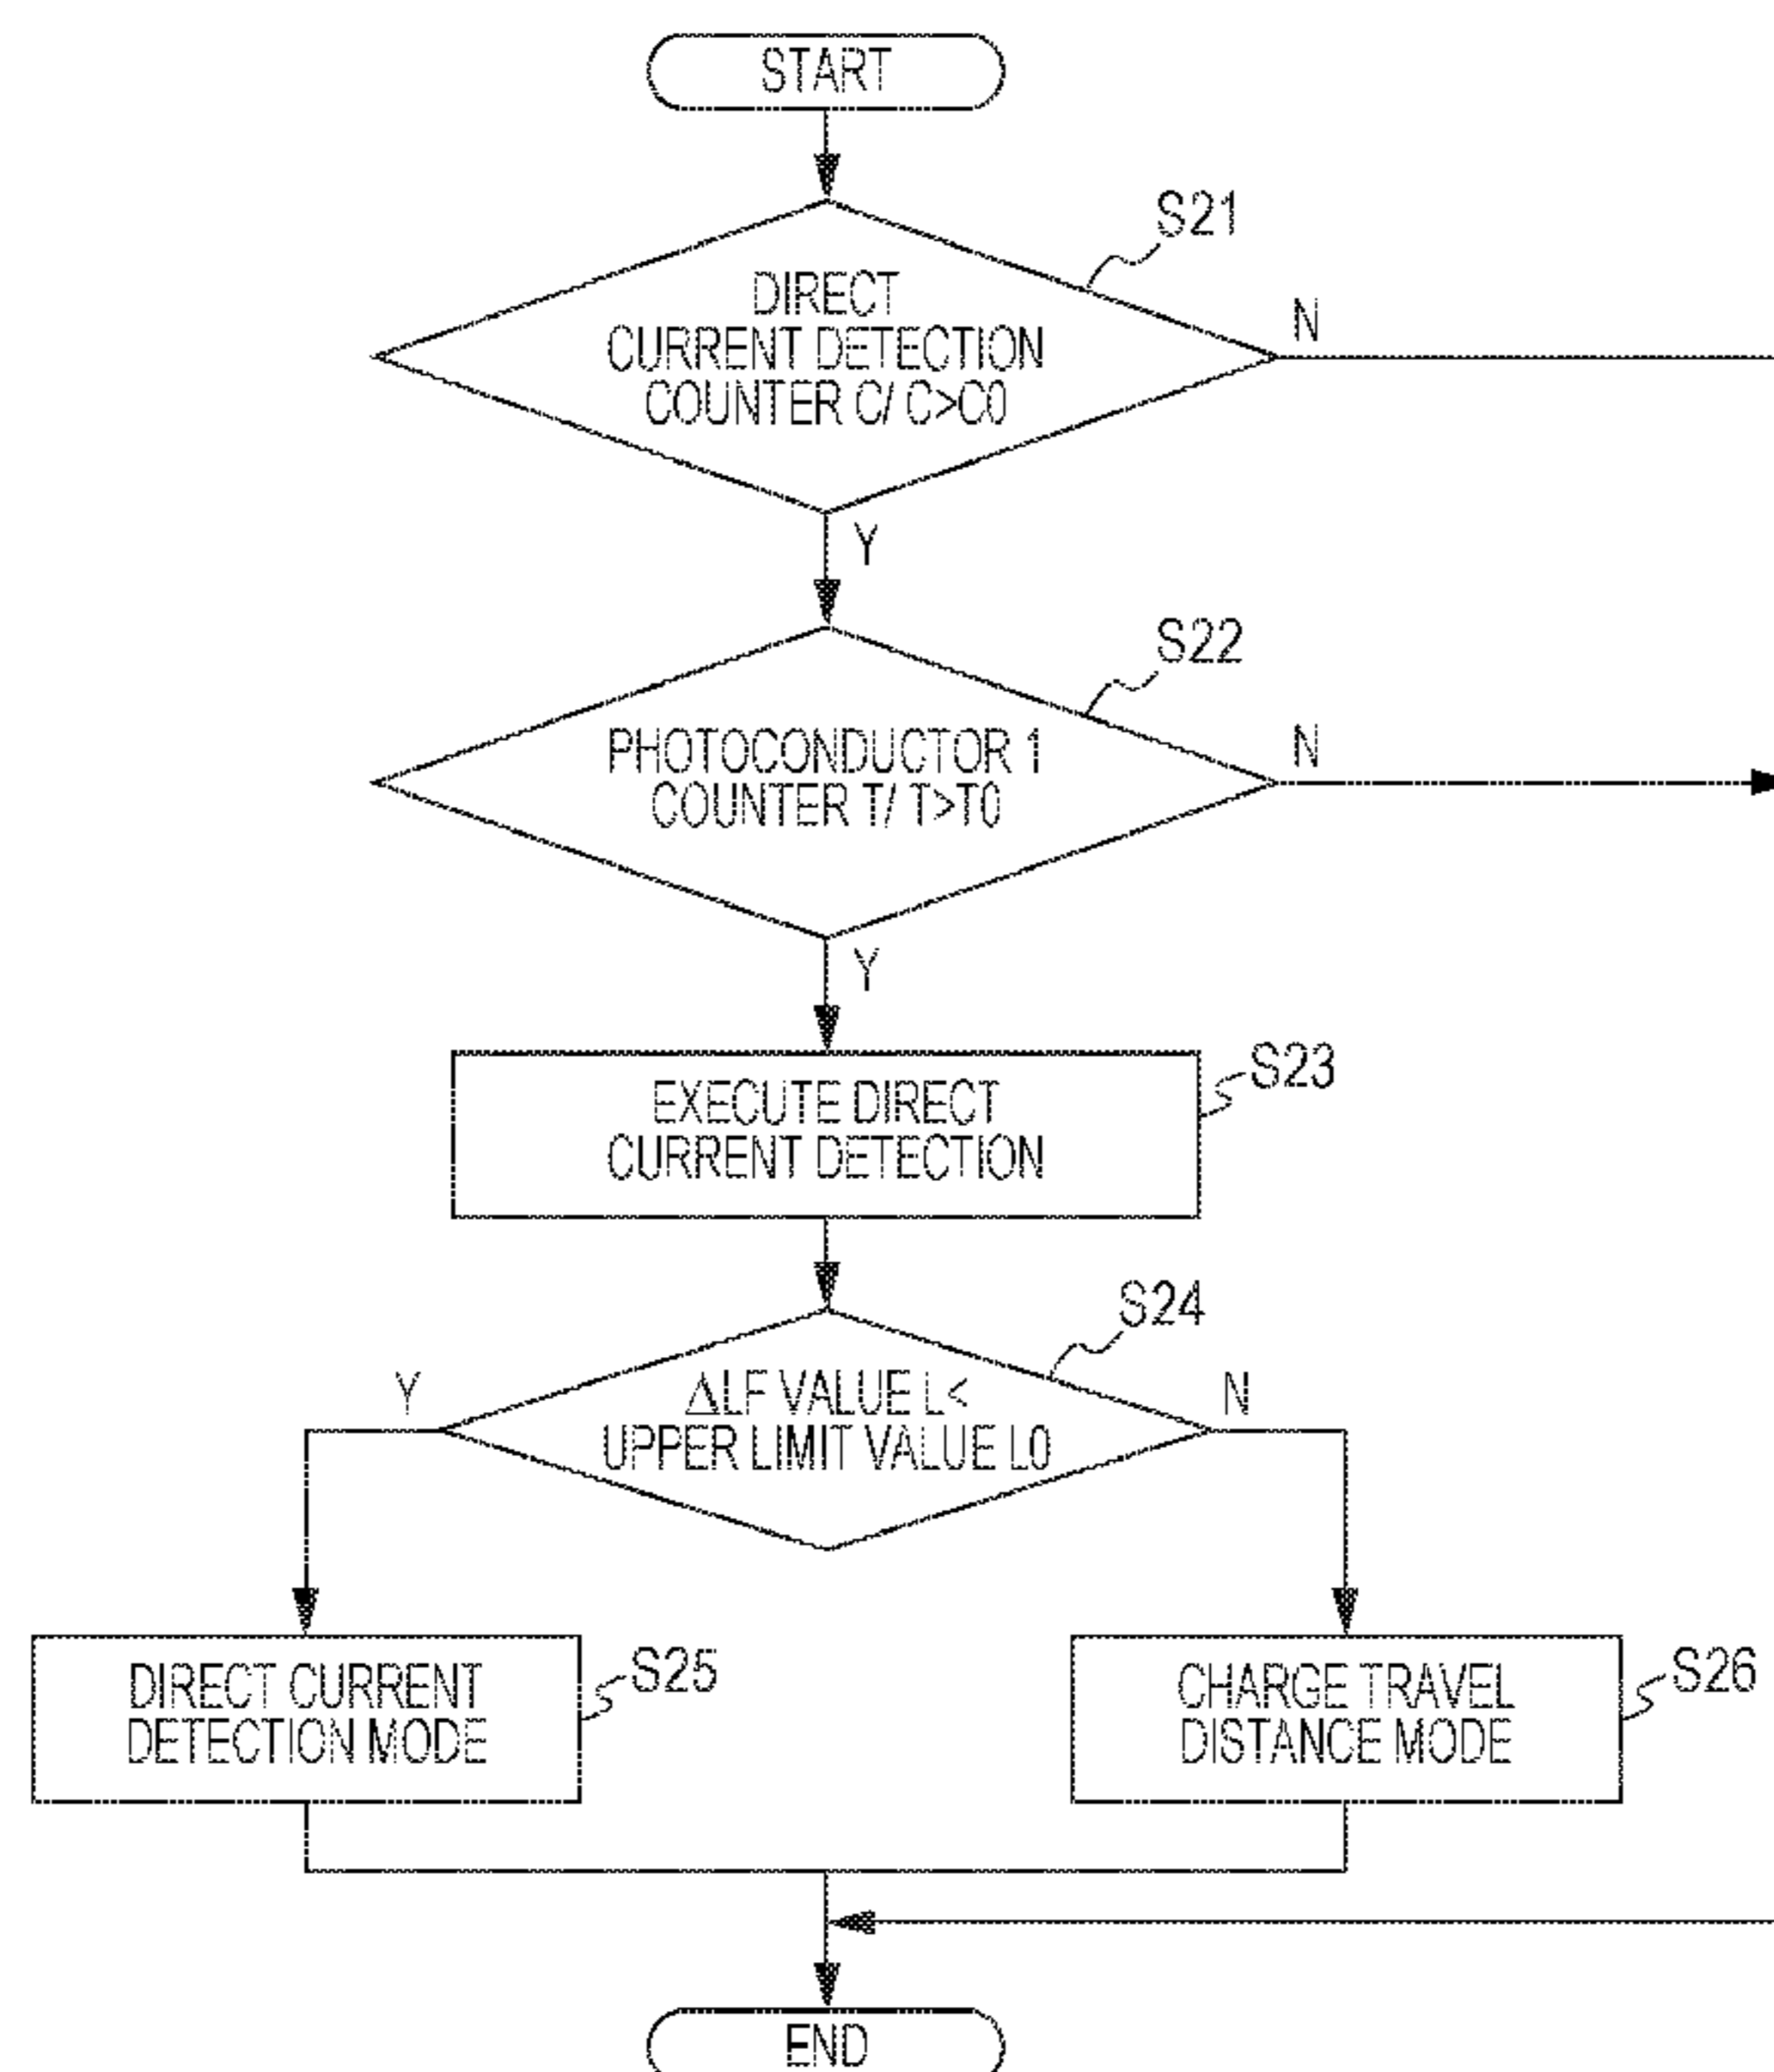 START
S21
DIRECT
CURRENT DETECTION
COUNTER C/ C>C0
N
Y
S22
PHOTOCONDUCTOR 1
COUNTER T/ T>T0
N
Y
S23
EXECUTE DIRECT
CURRENT DETECTION
S24
Y
ΔLF VALUE L<
UPPER LIMIT VALUE L0
N
DIRECT CURRENT
DETECTION MODE
S25
CHARGE TRAVEL
DISTANCE MODE
S26
END